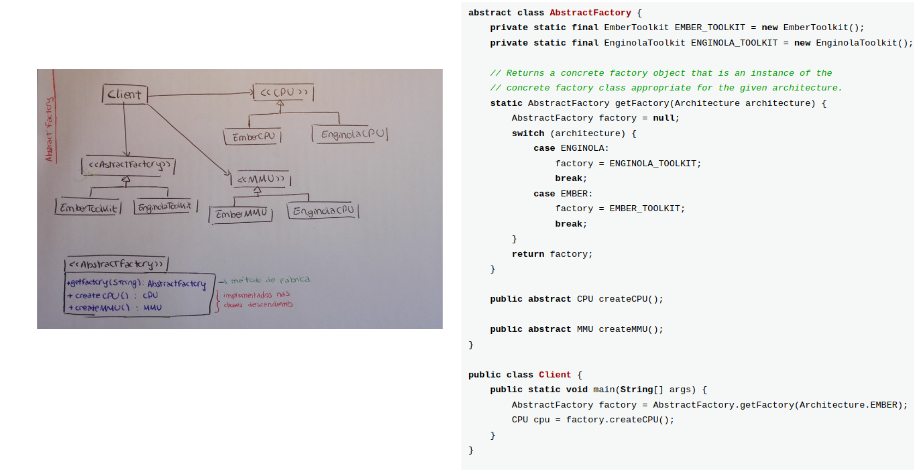 Abstract Factory
Client
<<CPU>>
EmberCPU
EnginolaCPU
<<AbstractFactory>>
<<MMU>>
EmberToolkit
EnginolaToolkit
EmberMMU
EnginolaCPU
<<AbstractFactory>>
+getFactory(String): AbstractFactory
→ método de fábrica
+ createCPU() : CPU
+ createMMU() : MMU
implementados nas
classes descendentes
abstract class AbstractFactory {
private static final EmberToolkit EMBER_TOOLKIT = new EmberToolkit();
private static final EnginolaToolkit ENGINOLA_TOOLKIT = new EnginolaToolkit();
// Returns a concrete factory object that is an instance of the
// concrete factory class appropriate for the given architecture.
static AbstractFactory getFactory(Architecture architecture) {
AbstractFactory factory = null;
switch (architecture) {
case ENGINOLA:
factory = ENGINOLA_TOOLKIT;
break;
case EMBER:
factory = EMBER_TOOLKIT;
break;
}
return factory;
}
public abstract CPU createCPU();
public abstract MMU createMMU();
}
public class Client {
public static void main(String[] args) {
AbstractFactory factory = AbstractFactory.getFactory(Architecture.EMBER);
CPU cpu = factory.createCPU();
}
}